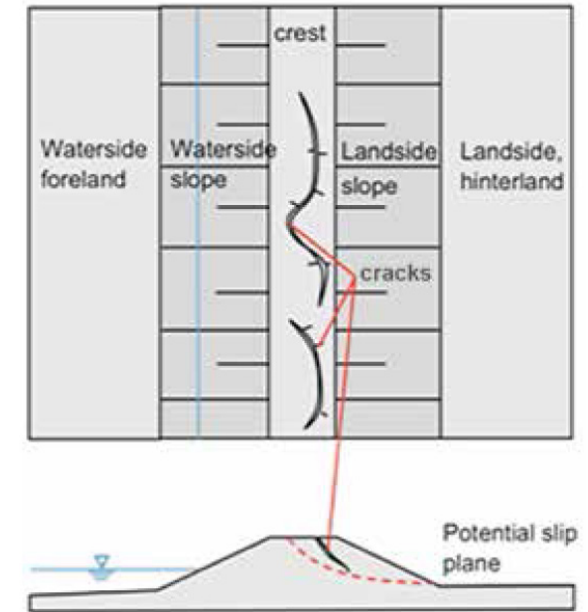 crest
Waterside
foreland
Waterside
slope
Landside
slope
Landside,
hinterland
cracks
Potential slip
plane